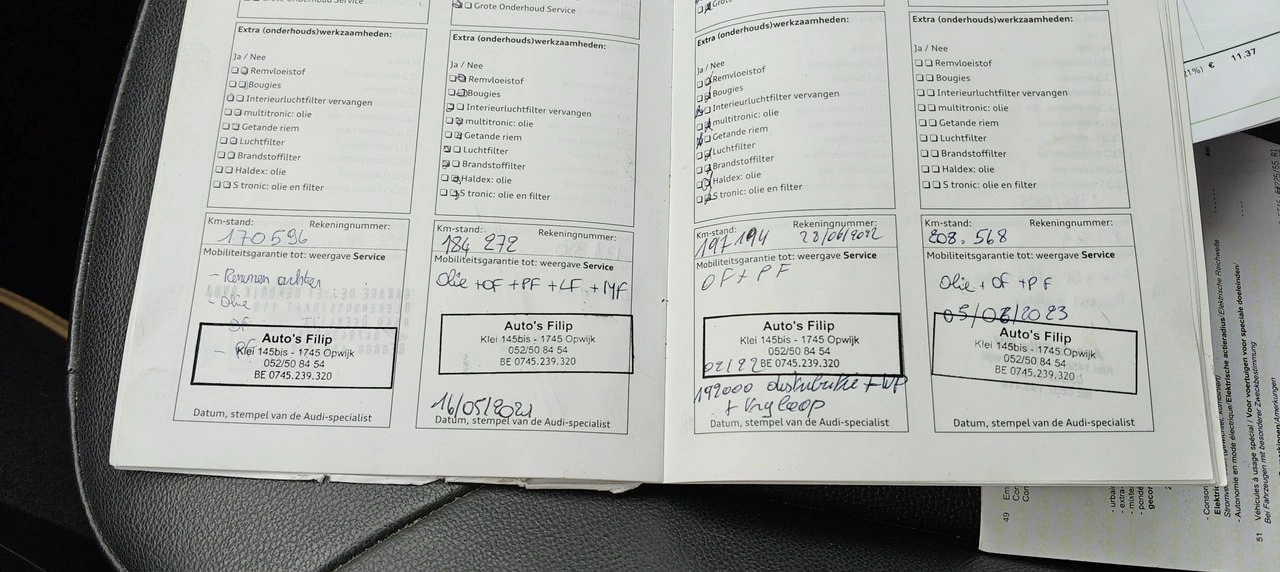 Grote Onderhoud Service
Extra (onderhouds)werkzaamheden:
Ja / Nee
Remvloeistof
Bougies
Interieurluchtfilter vervangen
multitronic: olie
Getande riem
Luchtfilter
Brandstoffilter
Haldex: olie
S tronic: olie en filter
Km-stand: Rekeningnummer:
170596
Mobiliteitsgarantie tot: weergave Service
- Remmen achter
- Olie
OF
- PF
Auto's Filip
Klei 145bis - 1745 Opwijk
052/50 84 54
BE 0745.239.320
Datum, stempel van de Audi-specialist
Grote Onderhoud Service
Extra (onderhouds)werkzaamheden:
Ja / Nee
Remvloeistof
Bougies
Interieurluchtfilter vervangen
multitronic: olie
Getande riem
Luchtfilter
Brandstoffilter
Haldex: olie
S tronic: olie en filter
Km-stand: Rekeningnummer:
184 272
Mobiliteitsgarantie tot: weergave Service
Olie + OF + PF + LF + MF
Auto's Filip
Klei 145bis - 1745 Opwijk
052/50 84 54
BE 0745.239.320
16/05/2021
Datum, stempel van de Audi-specialist
Grote Onderhoud Service
Extra (onderhouds)werkzaamheden:
Ja / Nee
Remvloeistof
Bougies
Interieurluchtfilter vervangen
multitronic: olie
Getande riem
Luchtfilter
Brandstoffilter
Haldex: olie
S tronic: olie en filter
Km-stand: Rekeningnummer:
197194
Mobiliteitsgarantie tot: weergave Service
OF + PF
Auto's Filip
Klei 145bis - 1745 Opwijk
052/50 84 54
BE 0745.239.320
02/22
192000 distributie + WP
+ Vrijloop
Datum, stempel van de Audi-specialist
Extra (onderhouds)werkzaamheden:
Ja / Nee
Remvloeistof
Bougies
Interieurluchtfilter vervangen
multitronic: olie
Getande riem
Luchtfilter
Brandstoffilter
Haldex: olie
S tronic: olie en filter
Km-stand: Rekeningnummer:
208.568
Mobiliteitsgarantie tot: weergave Service
Olie + OF + PF
Auto's Filip
Klei 145bis - 1745 Opwijk
052/50 84 54
BE 0745.239.320
Datum, stempel van de Audi-specialist
21%) € 11.37